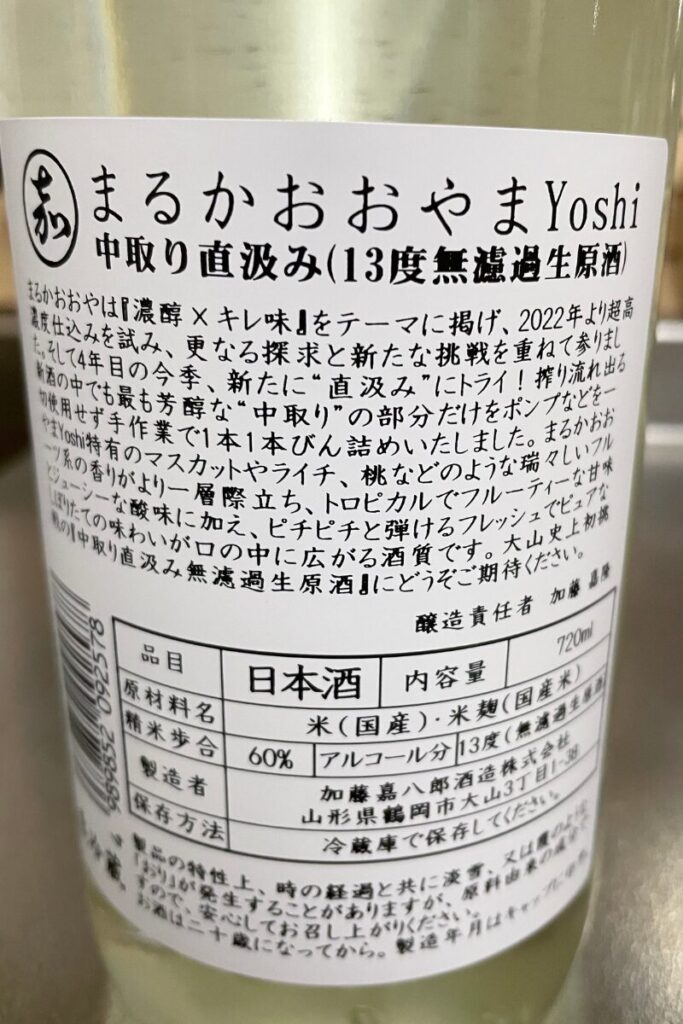 嘉 まるかおおやまYoshi
中取り直汲み(13度無濾過生原酒)
まるかおおやは『濃醇×キレ味』をテーマに掲げ、2022年より超高
濃度仕込みを試み、更なる探求と新たな挑戦を重ねて参りまし
た。そして4年目の今季、新たに“直汲み”にトライ!搾り流れ出る
新酒の中でも最も芳醇な“中取り”の部分だけをポンプなどを一
切使用せず手作業で1本1本びん詰めいたしました。まるかおお
やまYoshi特有のマスカットやライチ、桃などのような瑞々しいフル
ーツ系の香りがより一層際立ち、トロピカルでフルーティーな甘味
とジューシーな酸味に加え、ピチピチと弾けるフレッシュでピュアな
しぼりたての味わいが口の中に広がる酒質です。大山史上初挑
戦の『中取り直汲み無濾過生原酒』にどうぞご期待ください。
醸造責任者 加藤 嘉隆
品目 日本酒 内容量 720ml
原材料名 米(国産)・米麹(国産米)
精米歩合 60% アルコール分 13度(無濾過生原酒)
製造者 加藤嘉八郎酒造株式会社
山形県鶴岡市大山3丁目1-38
保存方法 冷蔵庫で保存してください。
989852 092578
製品の特性上、時の経過と共に淡雪、又は霞のような
「おり」が発生することがありますが、原料由来の成分で
すので、安心してお召し上がりください。
お酒は二十歳になってから。製造年月はキャップに